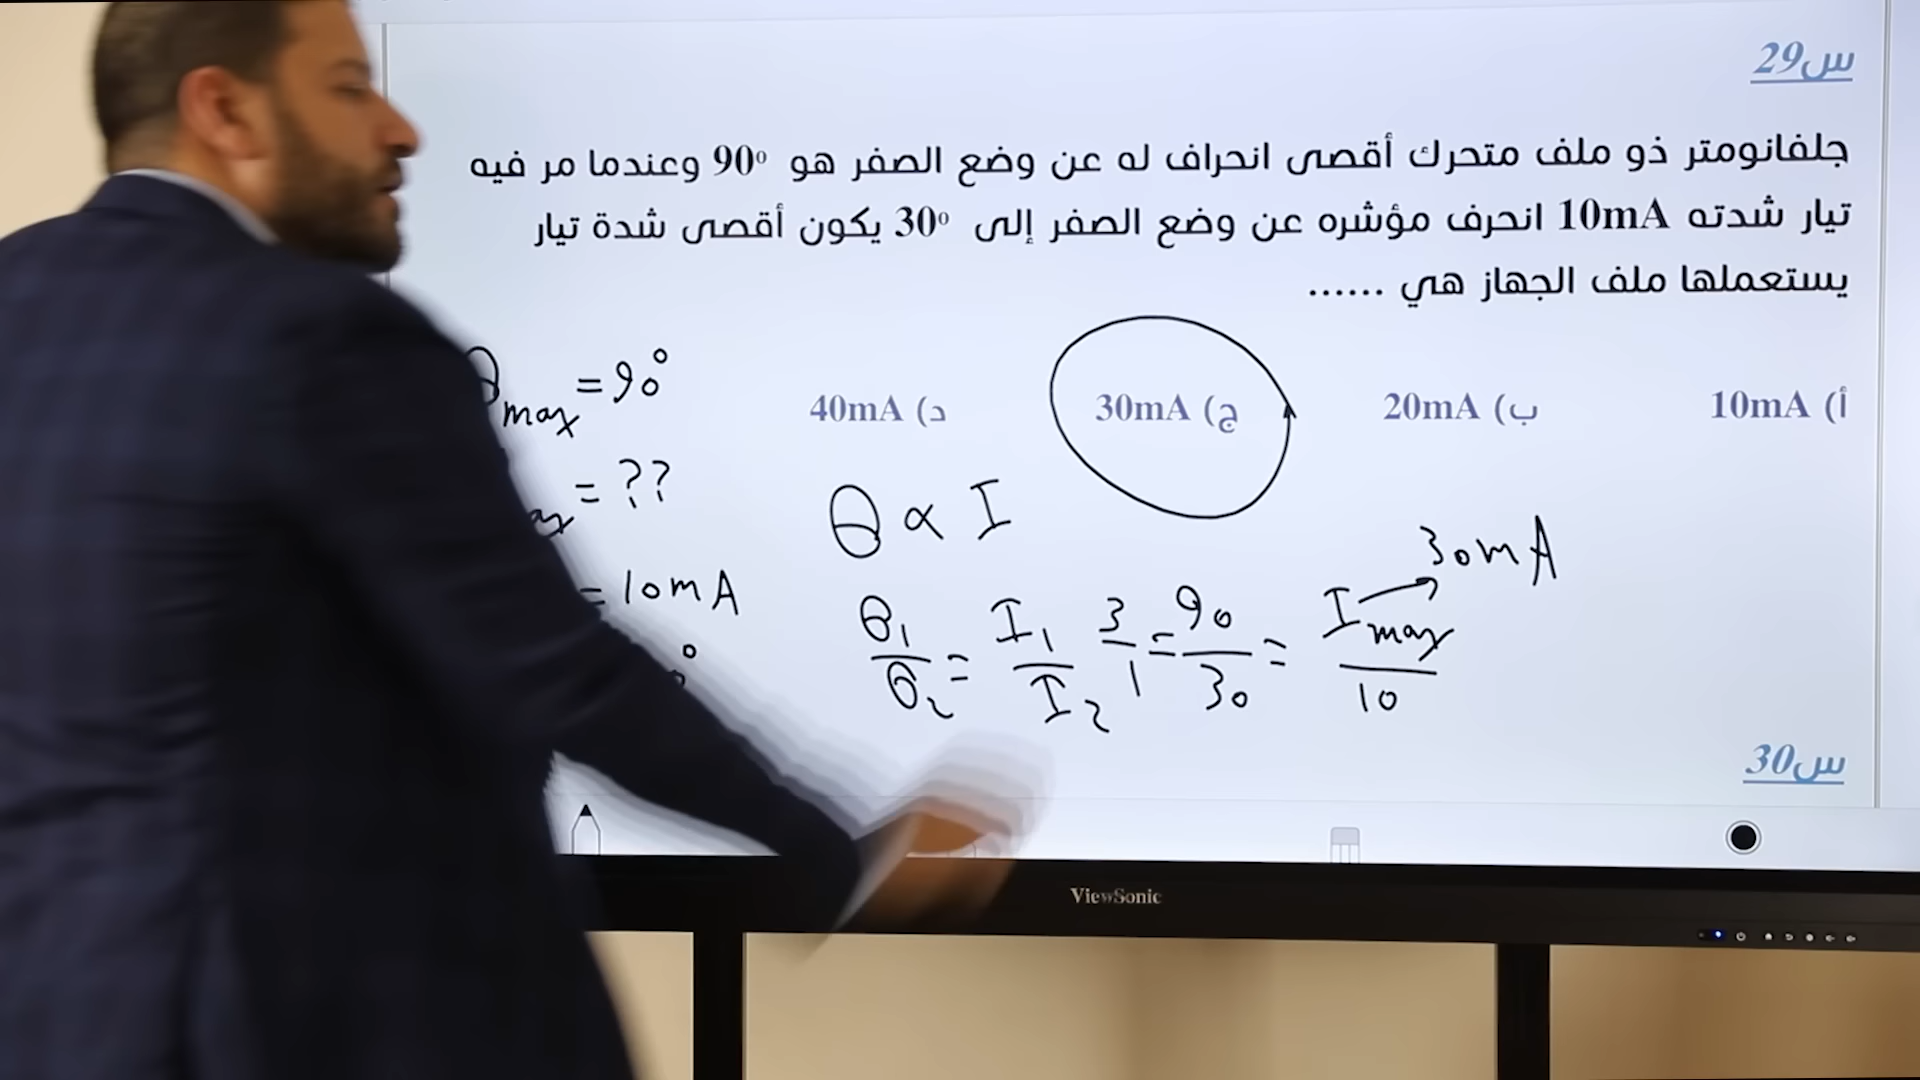 س29
جلفانومتر ذو ملف متحرك أقصى انحراف له عن وضع الصفر هو 90⁰ وعندما مر فيه
تيار شدته 10mA انحرف مؤشره عن وضع الصفر إلى 30⁰ يكون أقصى شدة تيار
يستعملها ملف الجهاز هي ......
أ) 10mA ب) 20mA ج) 30mA د) 40mA
θmax = 90°
= ??
= 10mA
θ ∝ I
θ1/θ2 = I1/I2
3/1 = 90/30 = Imax/10
30mA
س30
ViewSonic